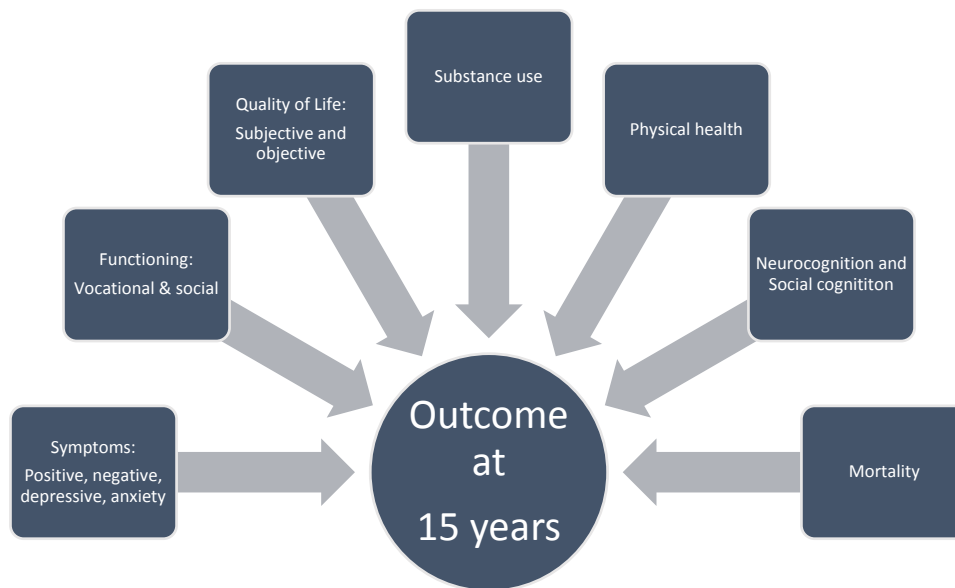 Substance use
Quality of Life:
Subjective and
objective
Physical health
Functioning:
Vocational & social
Neurocognition and
Social cognititon
Symptoms:
Positive, negative,
depressive, anxiety
Outcome
at
15 years
Mortality